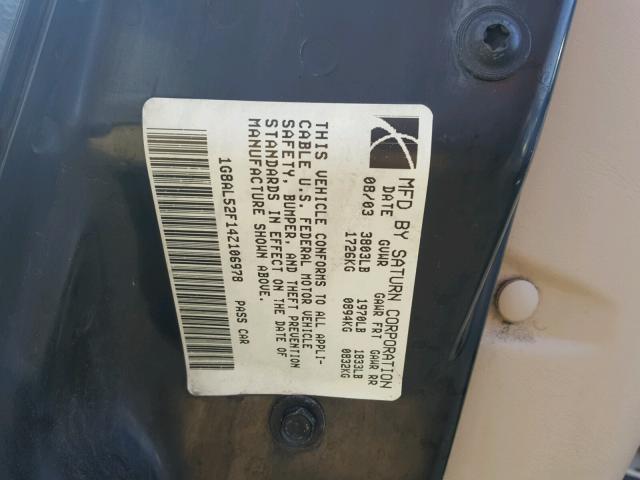 MFD BY SATURN CORPORATION
DATE GVWR GAWR FRT GAWR RR
08/03 3803LB 1970LB 1833LB
1726KG 0894KG 0832KG
THIS VEHICLE CONFORMS TO ALL APPLI-
CABLE U.S. FEDERAL MOTOR VEHICLE
SAFETY, BUMPER, AND THEFT PREVENTION
STANDARDS IN EFFECT ON THE DATE OF
MANUFACTURE SHOWN ABOVE.
1G8AL52F14Z106978 PASS CAR